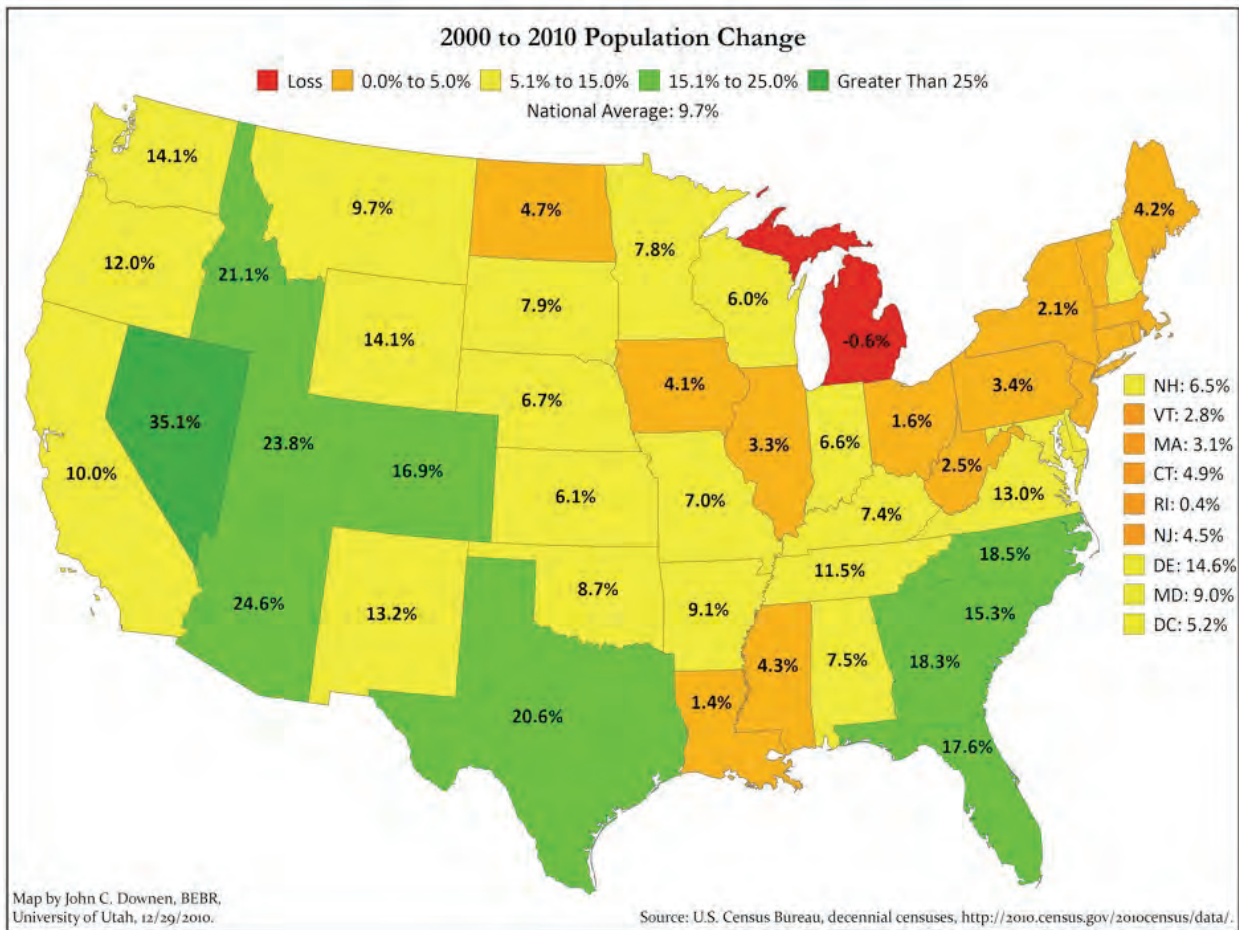 2000 to 2010 Population Change
Loss 0.0% to 5.0% 5.1% to 15.0% 15.1% to 25.0% Greater Than 25%
National Average: 9.7%
14.1%
9.7%
4.7%
7.8%
4.2%
12.0%
21.1%
7.9%
6.0%
2.1%
14.1%
-0.6%
6.7%
4.1%
3.4%
35.1%
23.8%
16.9%
3.3%
6.6%
1.6%
2.5%
10.0%
6.1%
7.0%
7.4%
13.0%
24.6%
13.2%
8.7%
9.1%
11.5%
18.5%
15.3%
20.6%
1.4%
4.3%
7.5%
18.3%
17.6%
NH: 6.5%
VT: 2.8%
MA: 3.1%
CT: 4.9%
RI: 0.4%
NJ: 4.5%
DE: 14.6%
MD: 9.0%
DC: 5.2%
Map by John C. Downen, BEBR,
University of Utah, 12/29/2010.
Source: U.S. Census Bureau, decennial censuses, http://2010.census.gov/2010census/data/.